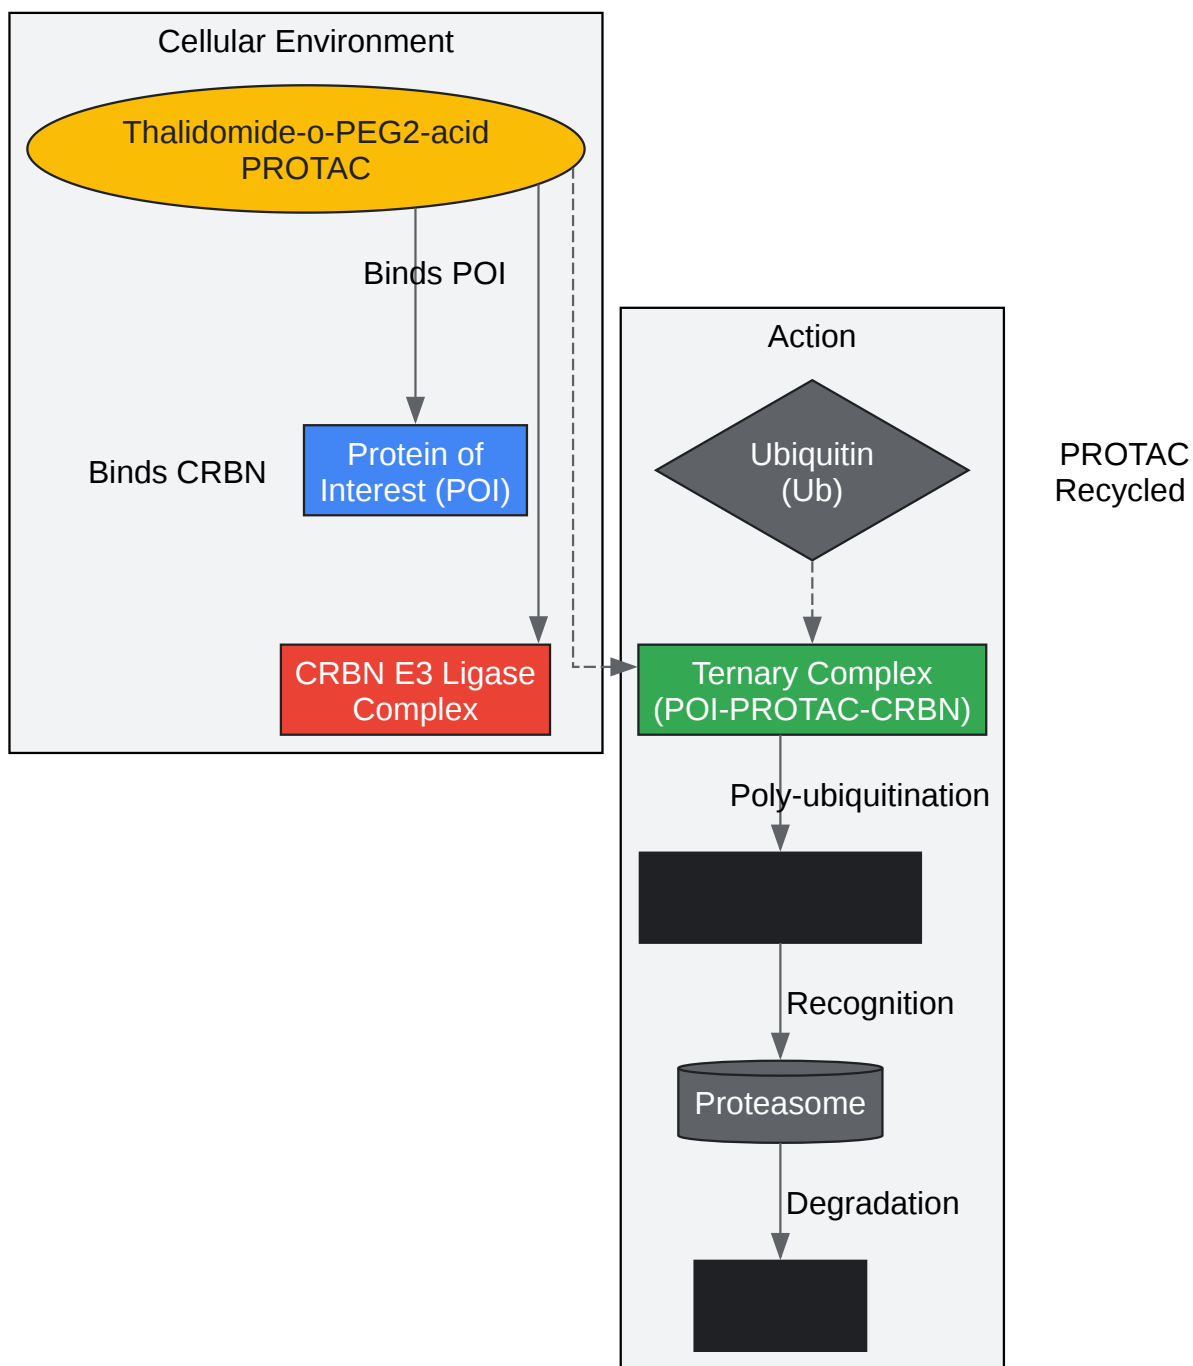 Cellular Environment
Thalidomide-o-PEG2-acid
PROTAC
Binds POI
Action
Binds CRBN
Protein of
Interest (POI)
Ubiquitin
(Ub)
PROTAC
Recycled
CRBN E3 Ligase
Complex
Ternary Complex
(POI-PROTAC-CRBN)
Poly-ubiquitination
Recognition
Proteasome
Degradation